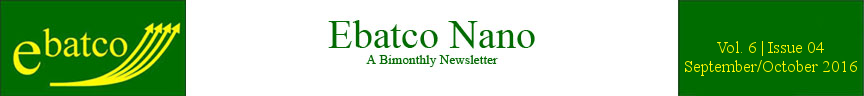 ebatco
Ebatco Nano
A Bimonthly Newsletter
Vol. 6 | Issue 04
September/October 2016